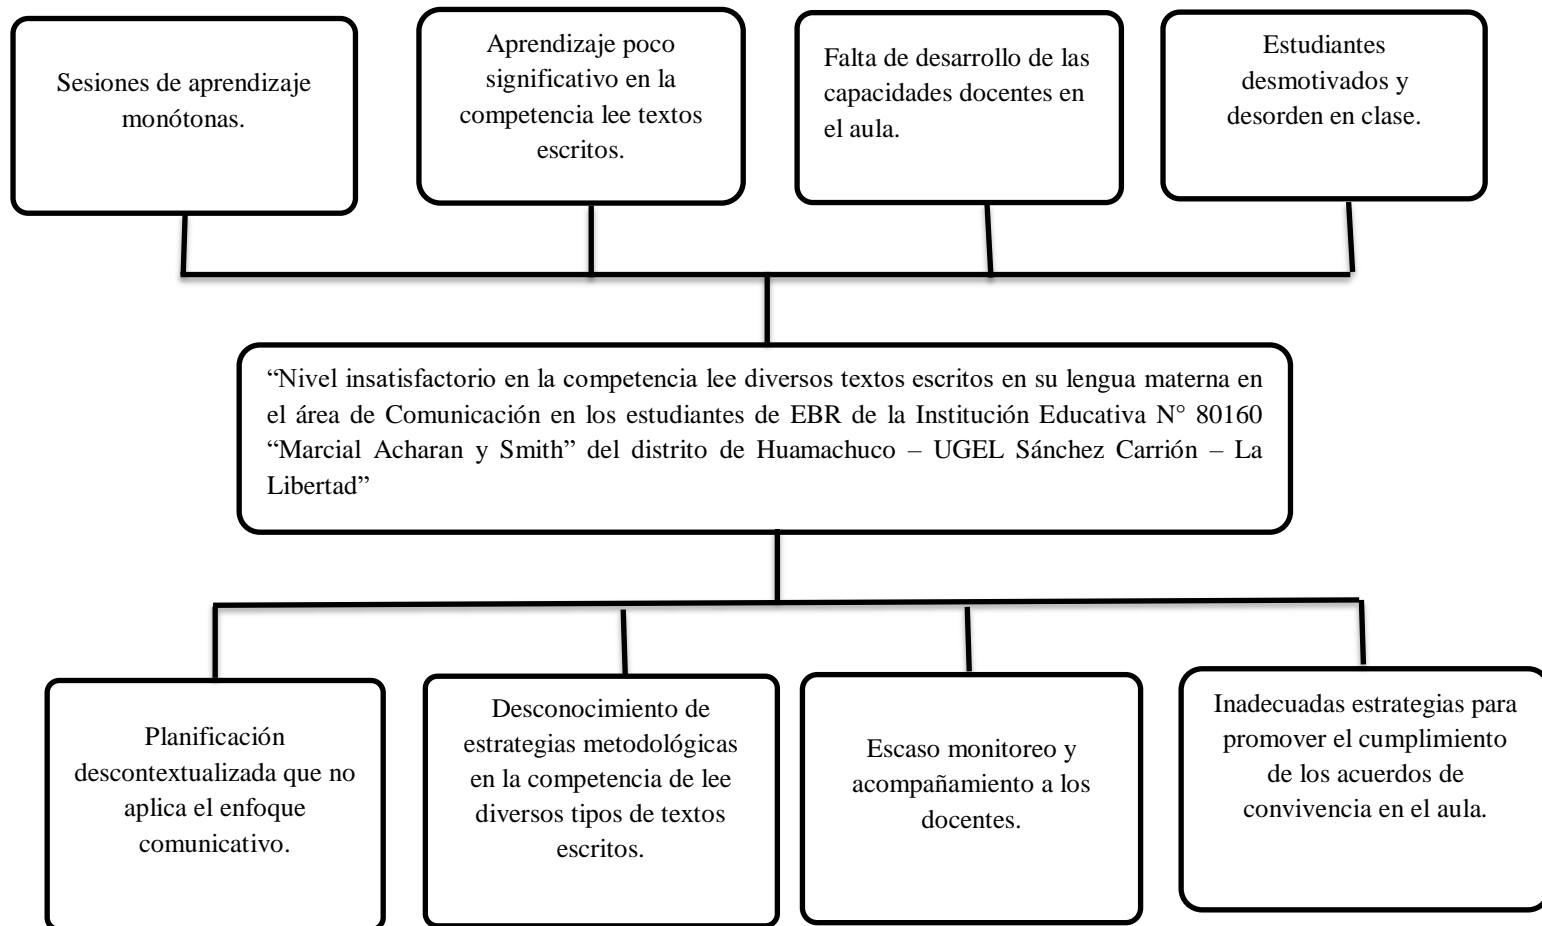 Sesiones de aprendizaje
monótonas.
Aprendizaje poco
significativo en la
competencia lee textos
escritos.
Falta de desarrollo de las
capacidades docentes en
el aula.
Estudiantes
desmotivados y
desorden en clase.
“Nivel insatisfactorio en la competencia lee diversos textos escritos en su lengua materna en
el área de Comunicación en los estudiantes de EBR de la Institución Educativa N° 80160
“Marcial Acharan y Smith” del distrito de Huamachuco – UGEL Sánchez Carrión – La
Libertad”
Planificación
descontextualizada que no
aplica el enfoque
comunicativo.
Desconocimiento de
estrategias metodológicas
en la competencia de lee
diversos tipos de textos
escritos.
Escaso monitoreo y
acompañamiento a los
docentes.
Inadecuadas estrategias para
promover el cumplimiento
de los acuerdos de
convivencia en el aula.